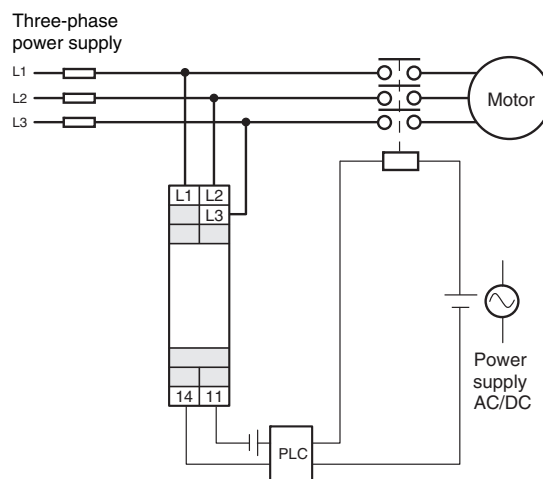 Three-phase
power supply
L1
L2
L3
Motor
L1 L2
L3
Power
supply
AC/DC
14 11
PLC